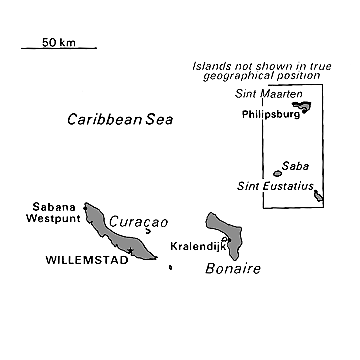 50 km
Islands not shown in true
geographical position
Sint Maarten
Philipsburg
Caribbean Sea
Saba
Sint Eustatius
Sabana
Westpunt
Curaçao
Kralendijk
WILLEMSTAD
Bonaire